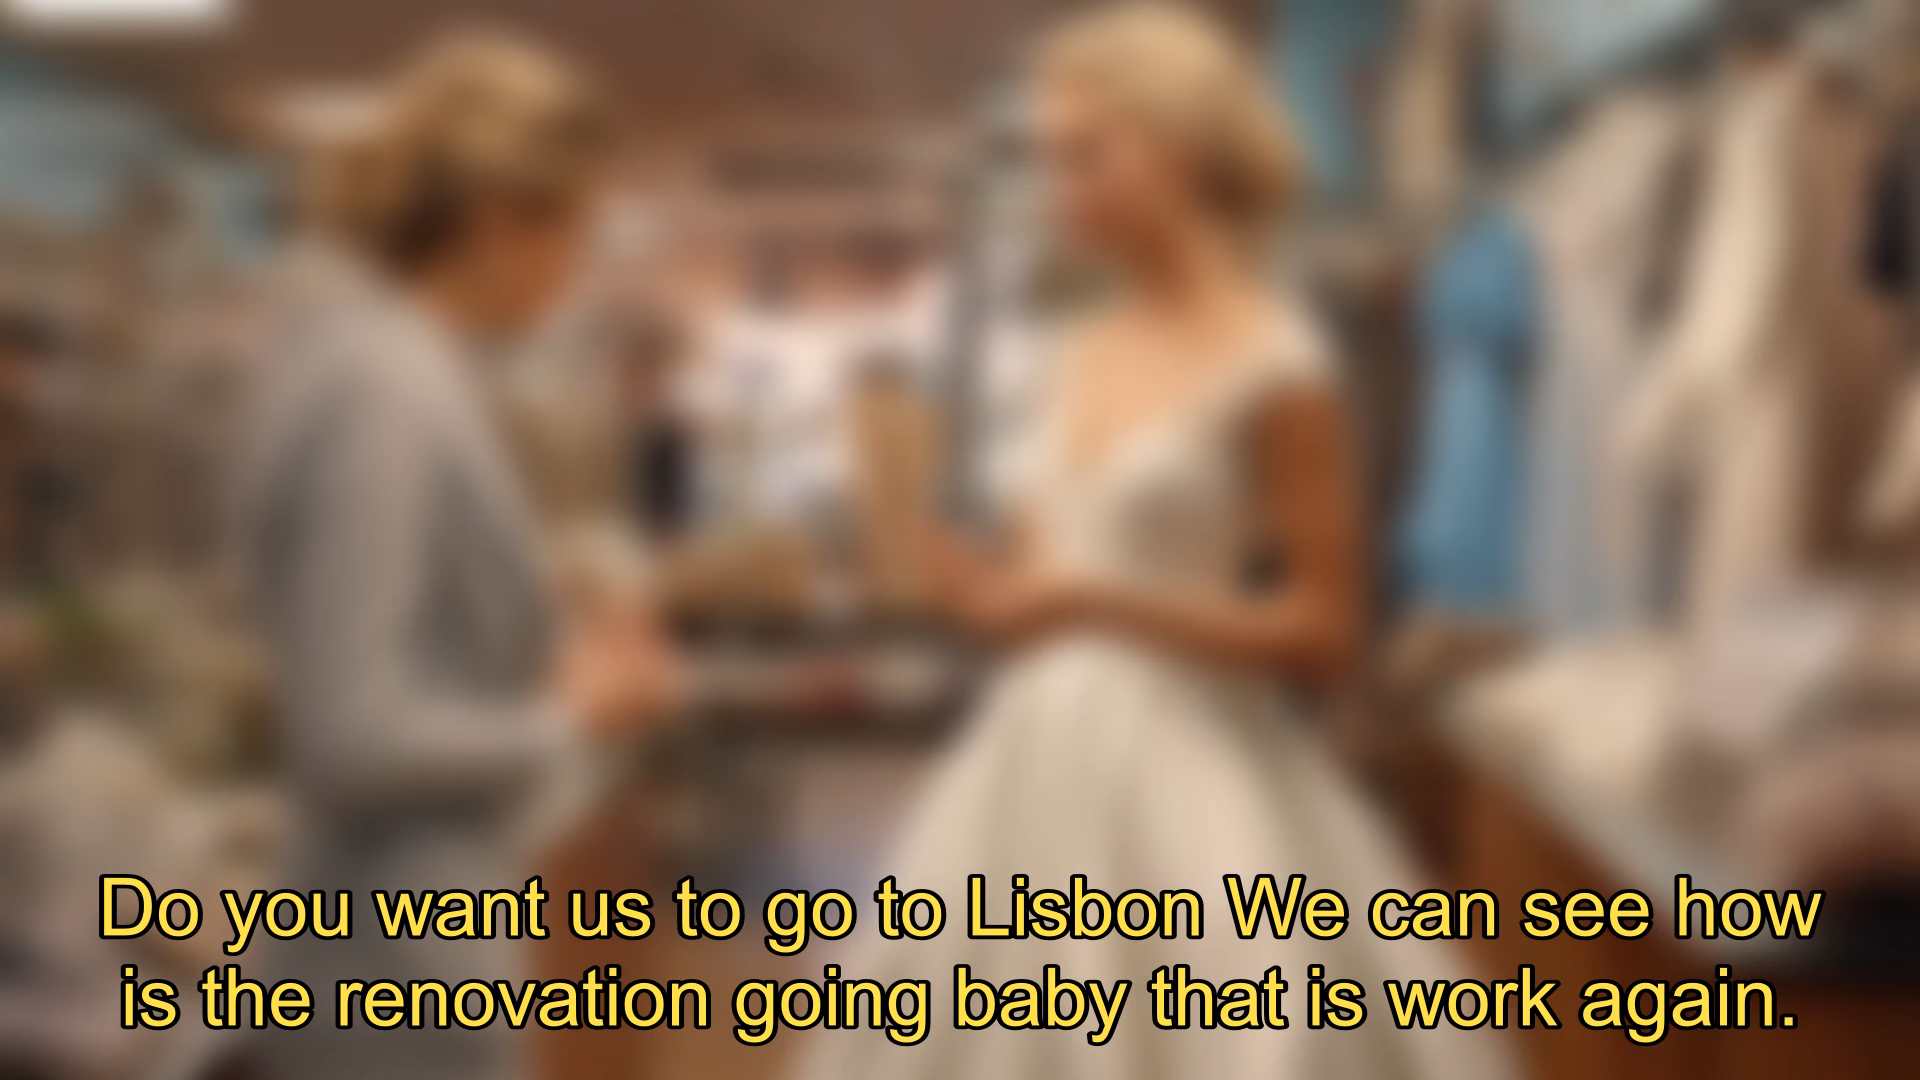 Do you want us to go to Lisbon We can see how
is the renovation going baby that is work again.